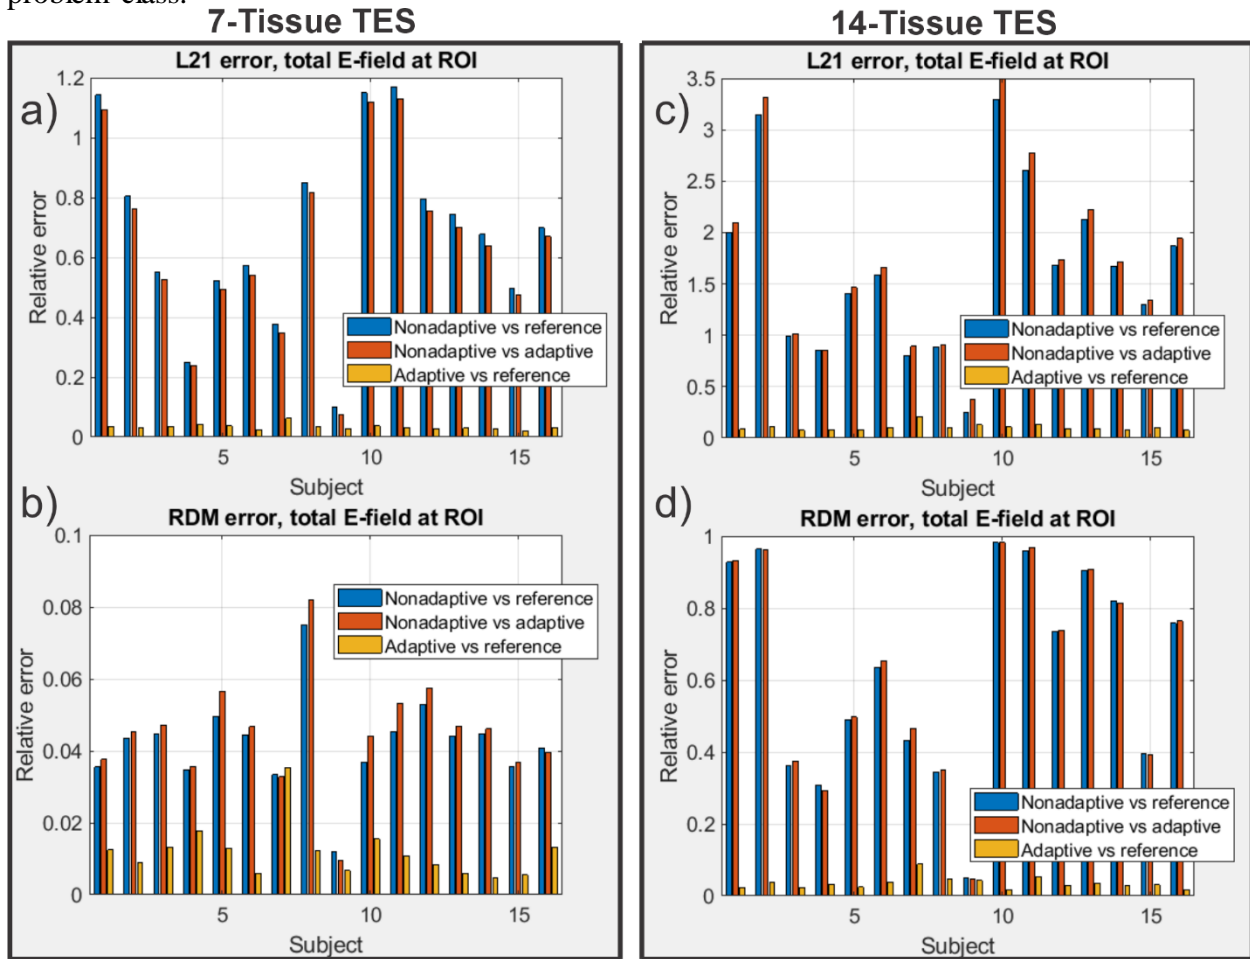 problem class.
7-Tissue TES
14-Tissue TES
a)
L21 error, total E-field at ROI
Relative error
1.2
1
0.8
0.6
0.4
0.2
0
5
10
15
Subject
Nonadaptive vs reference
Nonadaptive vs adaptive
Adaptive vs reference
b)
RDM error, total E-field at ROI
Relative error
0.1
0.08
0.06
0.04
0.02
0
5
10
15
Subject
Nonadaptive vs reference
Nonadaptive vs adaptive
Adaptive vs reference
c)
L21 error, total E-field at ROI
Relative error
3.5
3
2.5
2
1.5
1
0.5
0
5
10
15
Subject
Nonadaptive vs reference
Nonadaptive vs adaptive
Adaptive vs reference
d)
RDM error, total E-field at ROI
Relative error
1
0.8
0.6
0.4
0.2
0
5
10
15
Subject
Nonadaptive vs reference
Nonadaptive vs adaptive
Adaptive vs reference